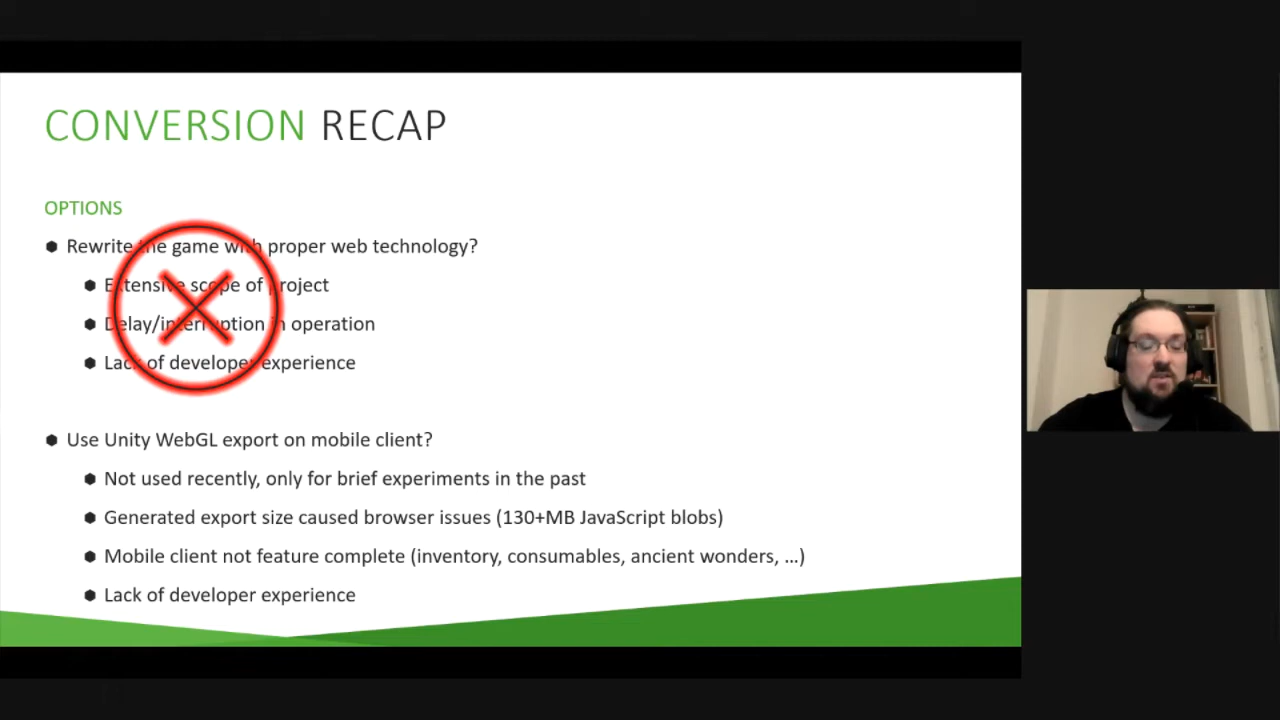 CONVERSION RECAP
OPTIONS
Rewrite the game with proper web technology?
Extensive scope of project
Delay/interruption in operation
Lack of developer experience
Use Unity WebGL export on mobile client?
Not used recently, only for brief experiments in the past
Generated export size caused browser issues (130+MB JavaScript blobs)
Mobile client not feature complete (inventory, consumables, ancient wonders, ...)
Lack of developer experience